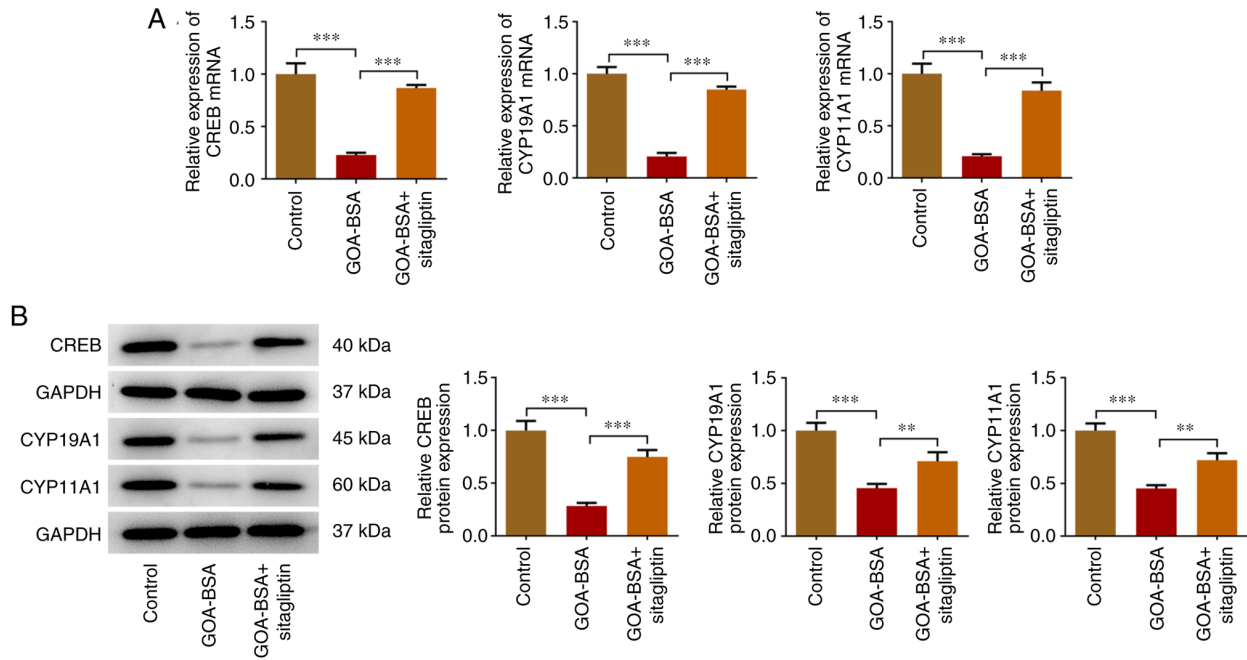 A
Relative expression of
CREB mRNA
1.5
1.0
0.5
0.0
***
***
Control
GOA-BSA
GOA-BSA+
sitagliptin
Relative expression of
CYP19A1 mRNA
1.5
1.0
0.5
0.0
***
***
Control
GOA-BSA
GOA-BSA+
sitagliptin
Relative expression of
CYP11A1 mRNA
1.5
1.0
0.5
0.0
***
***
Control
GOA-BSA
GOA-BSA+
sitagliptin
B
CREB 40 kDa
GAPDH 37 kDa
CYP19A1 45 kDa
CYP11A1 60 kDa
GAPDH 37 kDa
Control
GOA-BSA
GOA-BSA+
sitagliptin
Relative CREB
protein expression
1.5
1.0
0.5
0.0
***
***
Control
GOA-BSA
GOA-BSA+
sitagliptin
Relative CYP19A1
protein expression
1.5
1.0
0.5
0.0
***
**
Control
GOA-BSA
GOA-BSA+
sitagliptin
Relative CYP11A1
protein expression
1.5
1.0
0.5
0.0
***
**
Control
GOA-BSA
GOA-BSA+
sitagliptin